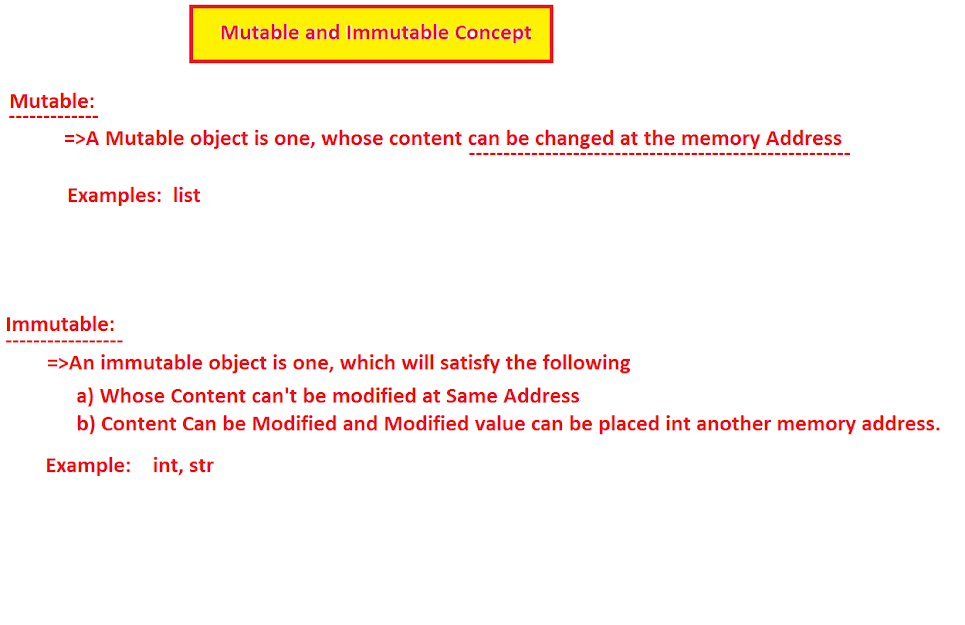 Mutable and Immutable Concept
Mutable:
=>A Mutable object is one, whose content can be changed at the memory Address
Examples: list
Immutable:
=>An immutable object is one, which will satisfy the following
a) Whose Content can't be modified at Same Address
b) Content Can be Modified and Modified value can be placed int another memory address.
Example: int, str